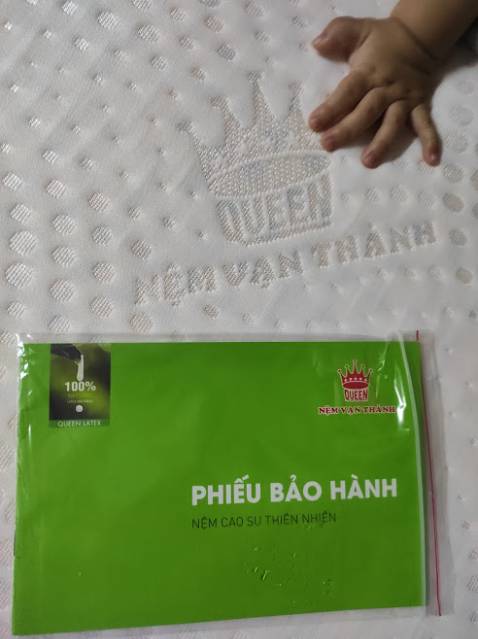 QUEEN
NỆM VẠN THÀNH
100%
QUEEN LATEX
QUEEN
NỆM VẠN THÀNH
PHIẾU BẢO HÀNH
NỆM CAO SU THIÊN NHIÊN